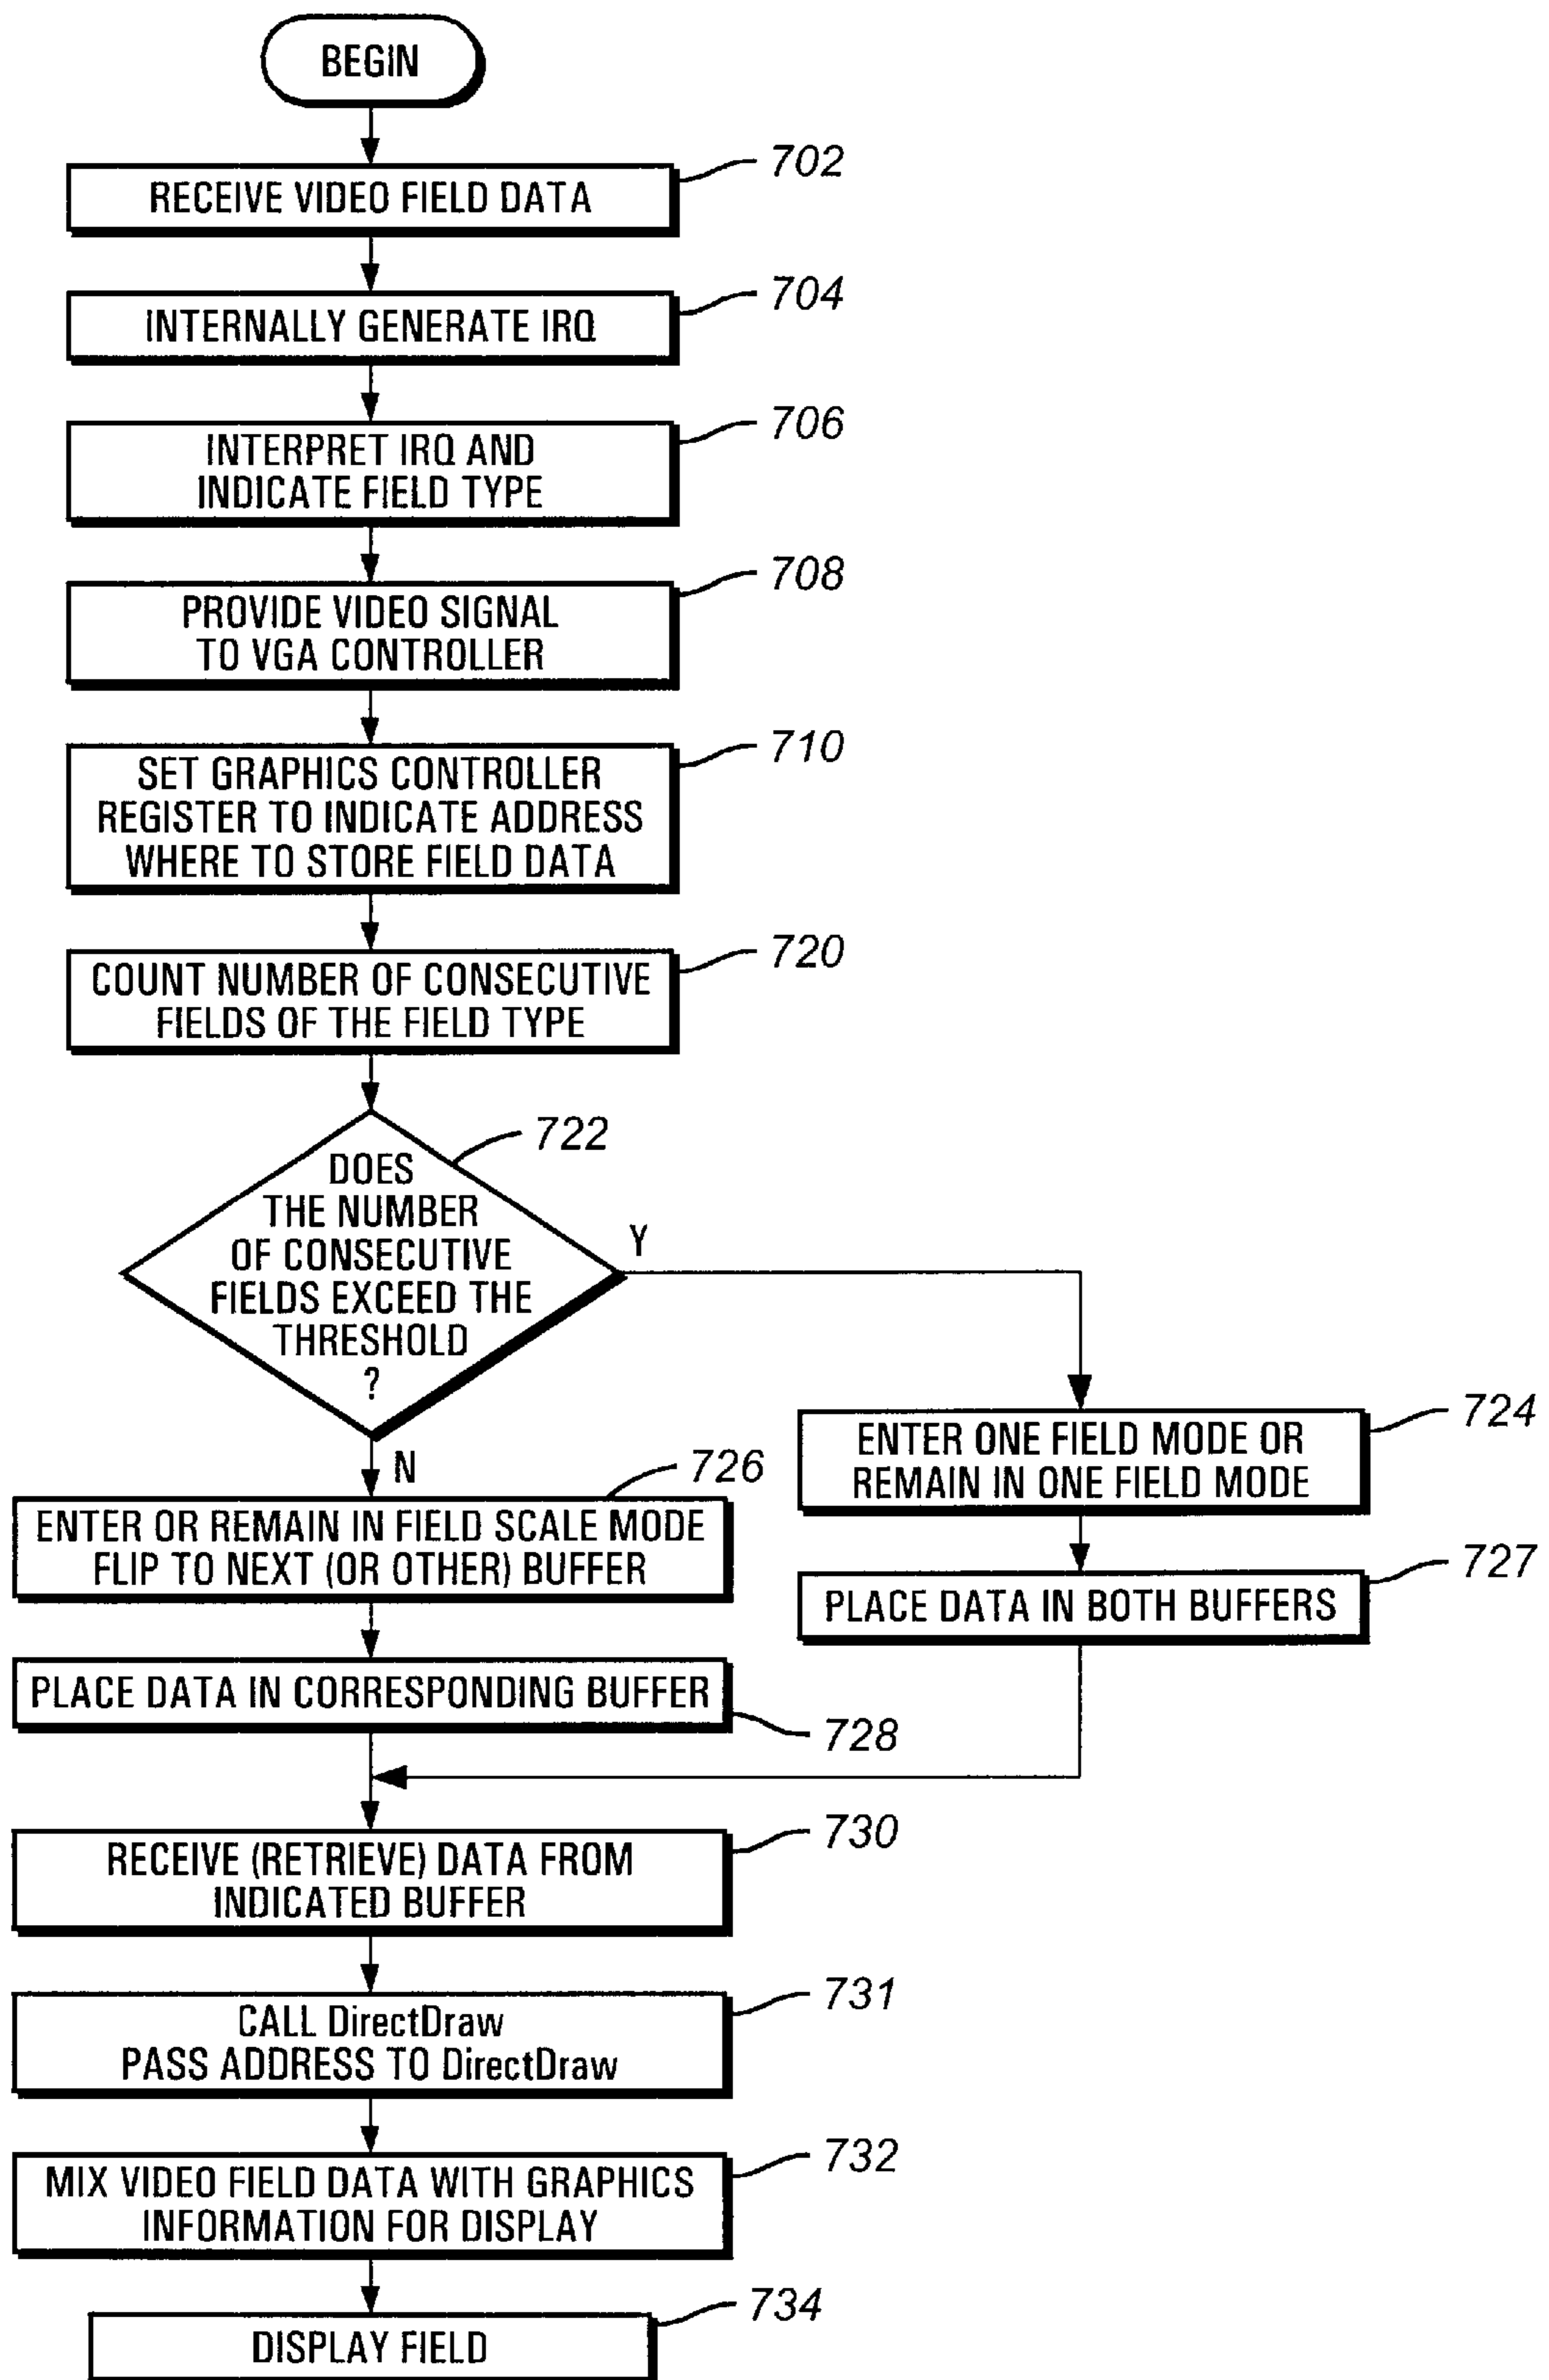 BEGIN
702
RECEIVE VIDEO FIELD DATA
704
INTERNALLY GENERATE IRQ
706
INTERPRET IRQ AND
INDICATE FIELD TYPE
708
PROVIDE VIDEO SIGNAL
TO VGA CONTROLLER
710
SET GRAPHICS CONTROLLER
REGISTER TO INDICATE ADDRESS
WHERE TO STORE FIELD DATA
720
COUNT NUMBER OF CONSECUTIVE
FIELDS OF THE FIELD TYPE
722
DOES
THE NUMBER
OF CONSECUTIVE
FIELDS EXCEED THE
THRESHOLD
?
Y
N
724
ENTER ONE FIELD MODE OR
REMAIN IN ONE FIELD MODE
726
ENTER OR REMAIN IN FIELD SCALE MODE
FLIP TO NEXT (OR OTHER) BUFFER
727
PLACE DATA IN BOTH BUFFERS
PLACE DATA IN CORRESPONDING BUFFER
728
730
RECEIVE (RETRIEVE) DATA FROM
INDICATED BUFFER
731
CALL DirectDraw
PASS ADDRESS TO DirectDraw
732
MIX VIDEO FIELD DATA WITH GRAPHICS
INFORMATION FOR DISPLAY
734
DISPLAY FIELD